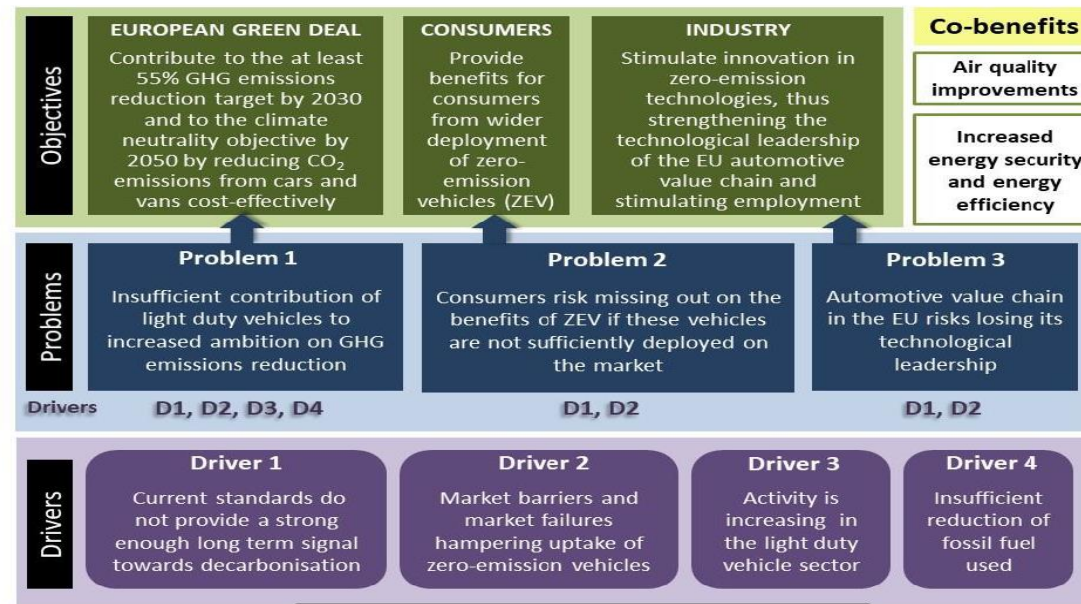 Objectives
EUROPEAN GREEN DEAL
Contribute to the at least
55% GHG emissions
reduction target by 2030
and to the climate
neutrality objective by
2050 by reducing CO₂
emissions from cars and
vans cost-effectively
CONSUMERS
Provide
benefits for
consumers
from wider
deployment
of zero-
emission
vehicles (ZEV)
INDUSTRY
Stimulate innovation in
zero-emission
technologies, thus
strengthening the
technological leadership
of the EU automotive
value chain and
stimulating employment
Co-benefits
Air quality
improvements
Increased
energy security
and energy
efficiency
Problems
Problem 1
Insufficient contribution of
light duty vehicles to
increased ambition on GHG
emissions reduction
Problem 2
Consumers risk missing out on the
benefits of ZEV if these vehicles
are not sufficiently deployed on
the market
Problem 3
Automotive value chain
in the EU risks losing its
technological
leadership
Drivers
D1, D2, D3, D4
D1, D2
D1, D2
Drivers
Driver 1
Current standards do
not provide a strong
enough long term signal
towards decarbonisation
Driver 2
Market barriers and
market failures
hampering uptake of
zero-emission vehicles
Driver 3
Activity is
increasing in
the light duty
vehicle sector
Driver 4
Insufficient
reduction of
fossil fuel
used